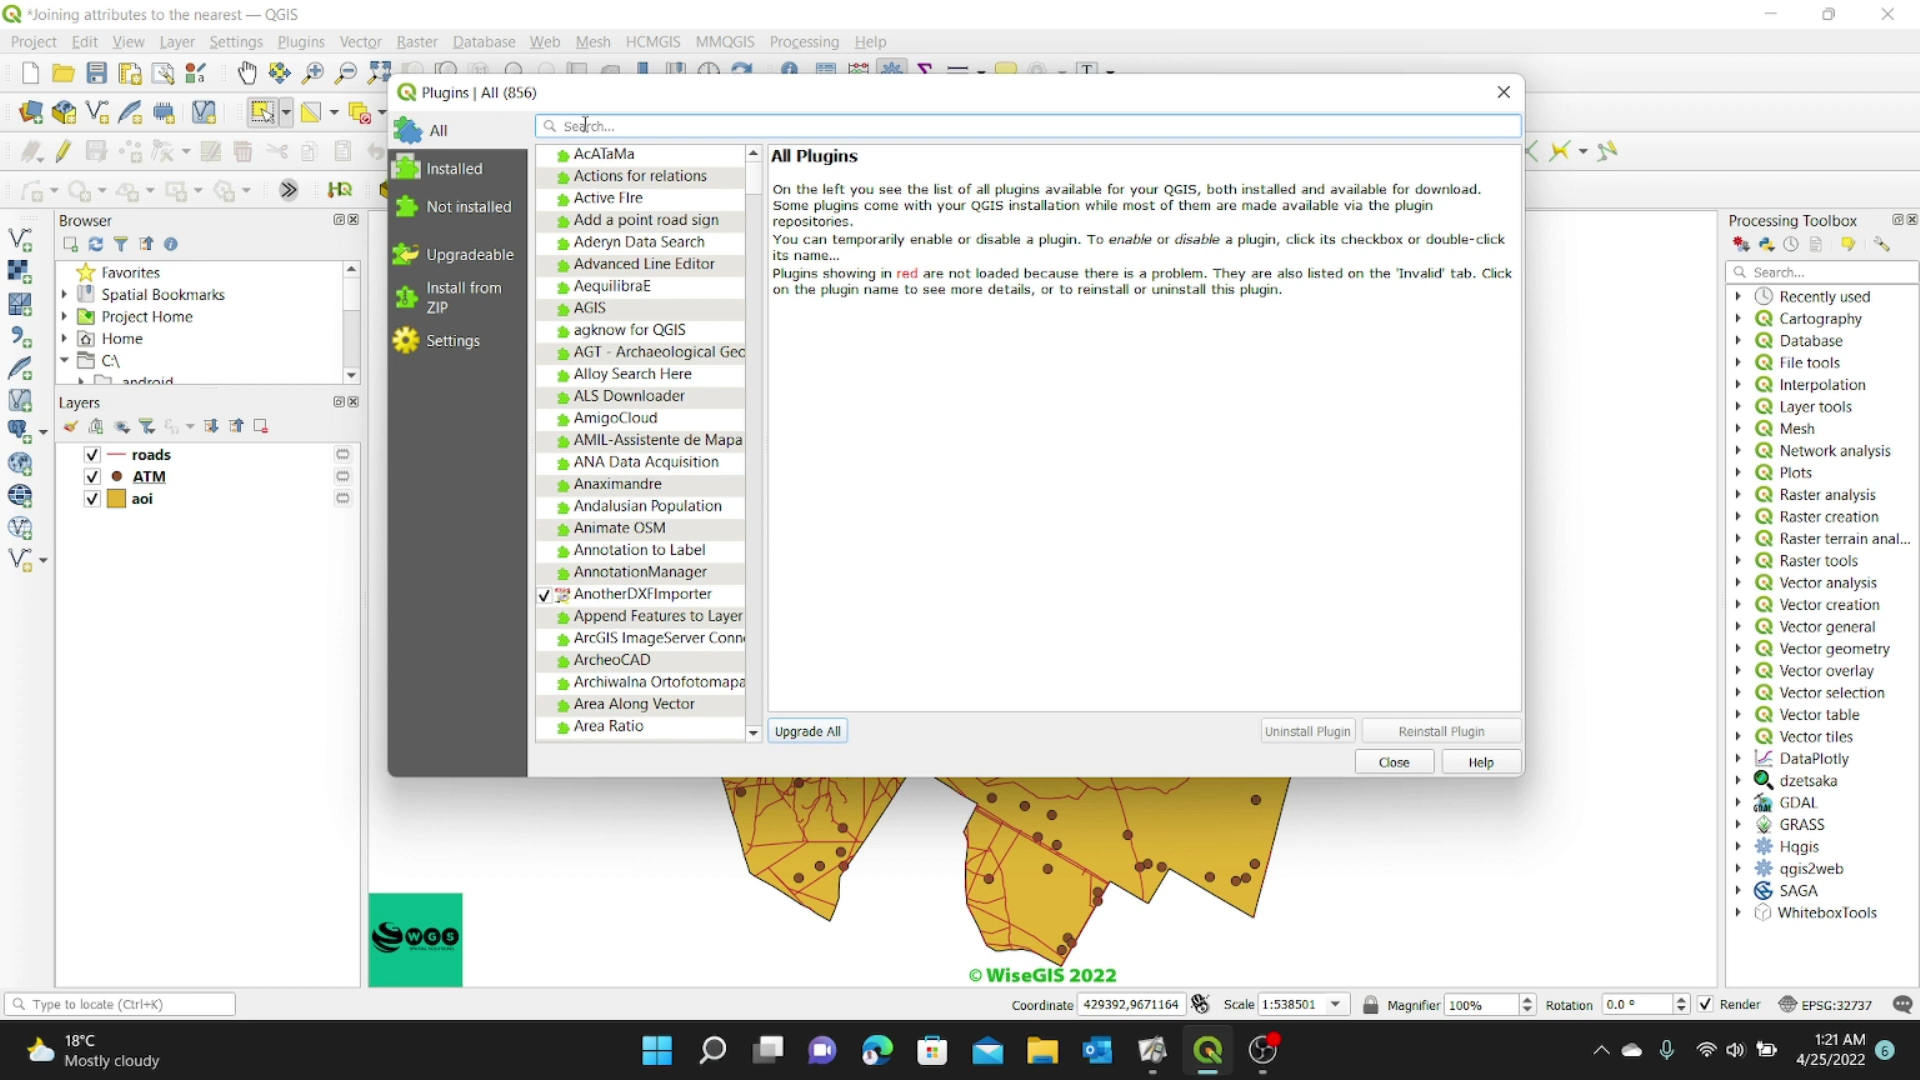 *Joining attributes to the nearest — QGIS
Project Edit View Layer Settings Plugins Vector Raster Database Web Mesh HCMGIS MMQGIS Processing Help
Plugins | All (856)
All
Installed
Not installed
Upgradeable
Install from
ZIP
Settings
Search...
AcATaMa
Actions for relations
Active FIre
Add a point road sign
Aderyn Data Search
Advanced Line Editor
AequilibraE
AGIS
agknow for QGIS
AGT - Archaeological Geo
Alloy Search Here
ALS Downloader
AmigoCloud
AMIL-Assistente de Mapa
ANA Data Acquisition
Anaximandre
Andalusian Population
Animate OSM
Annotation to Label
AnnotationManager
AnotherDXFImporter
Append Features to Layer
ArcGIS ImageServer Conn
ArcheoCAD
Archiwalna Ortofotomapa
Area Along Vector
Area Ratio
All Plugins
On the left you see the list of all plugins available for your QGIS, both installed and available for download.
Some plugins come with your QGIS installation while most of them are made available via the plugin
repositories.
You can temporarily enable or disable a plugin. To enable or disable a plugin, click its checkbox or double-click
its name...
Plugins showing in red are not loaded because there is a problem. They are also listed on the 'Invalid' tab. Click
on the plugin name to see more details, or to reinstall or uninstall this plugin.
Upgrade All
Uninstall Plugin
Reinstall Plugin
Close
Help
Browser
Favorites
Spatial Bookmarks
Project Home
Home
C:\
android
Layers
roads
ATM
aoi
Processing Toolbox
Search...
Recently used
Cartography
Database
File tools
Interpolation
Layer tools
Mesh
Network analysis
Plots
Raster analysis
Raster creation
Raster terrain anal...
Raster tools
Vector analysis
Vector creation
Vector general
Vector geometry
Vector overlay
Vector selection
Vector table
Vector tiles
DataPlotly
dzetsaka
GDAL
GRASS
Hqgis
qgis2web
SAGA
WhiteboxTools
WGS
© WiseGIS 2022
Type to locate (Ctrl+K)
Coordinate 429392,9671164 Scale 1:538501 Magnifier 100% Rotation 0.0 ° Render EPSG:32737
18°C
Mostly cloudy
1:21 AM
4/25/2022
6